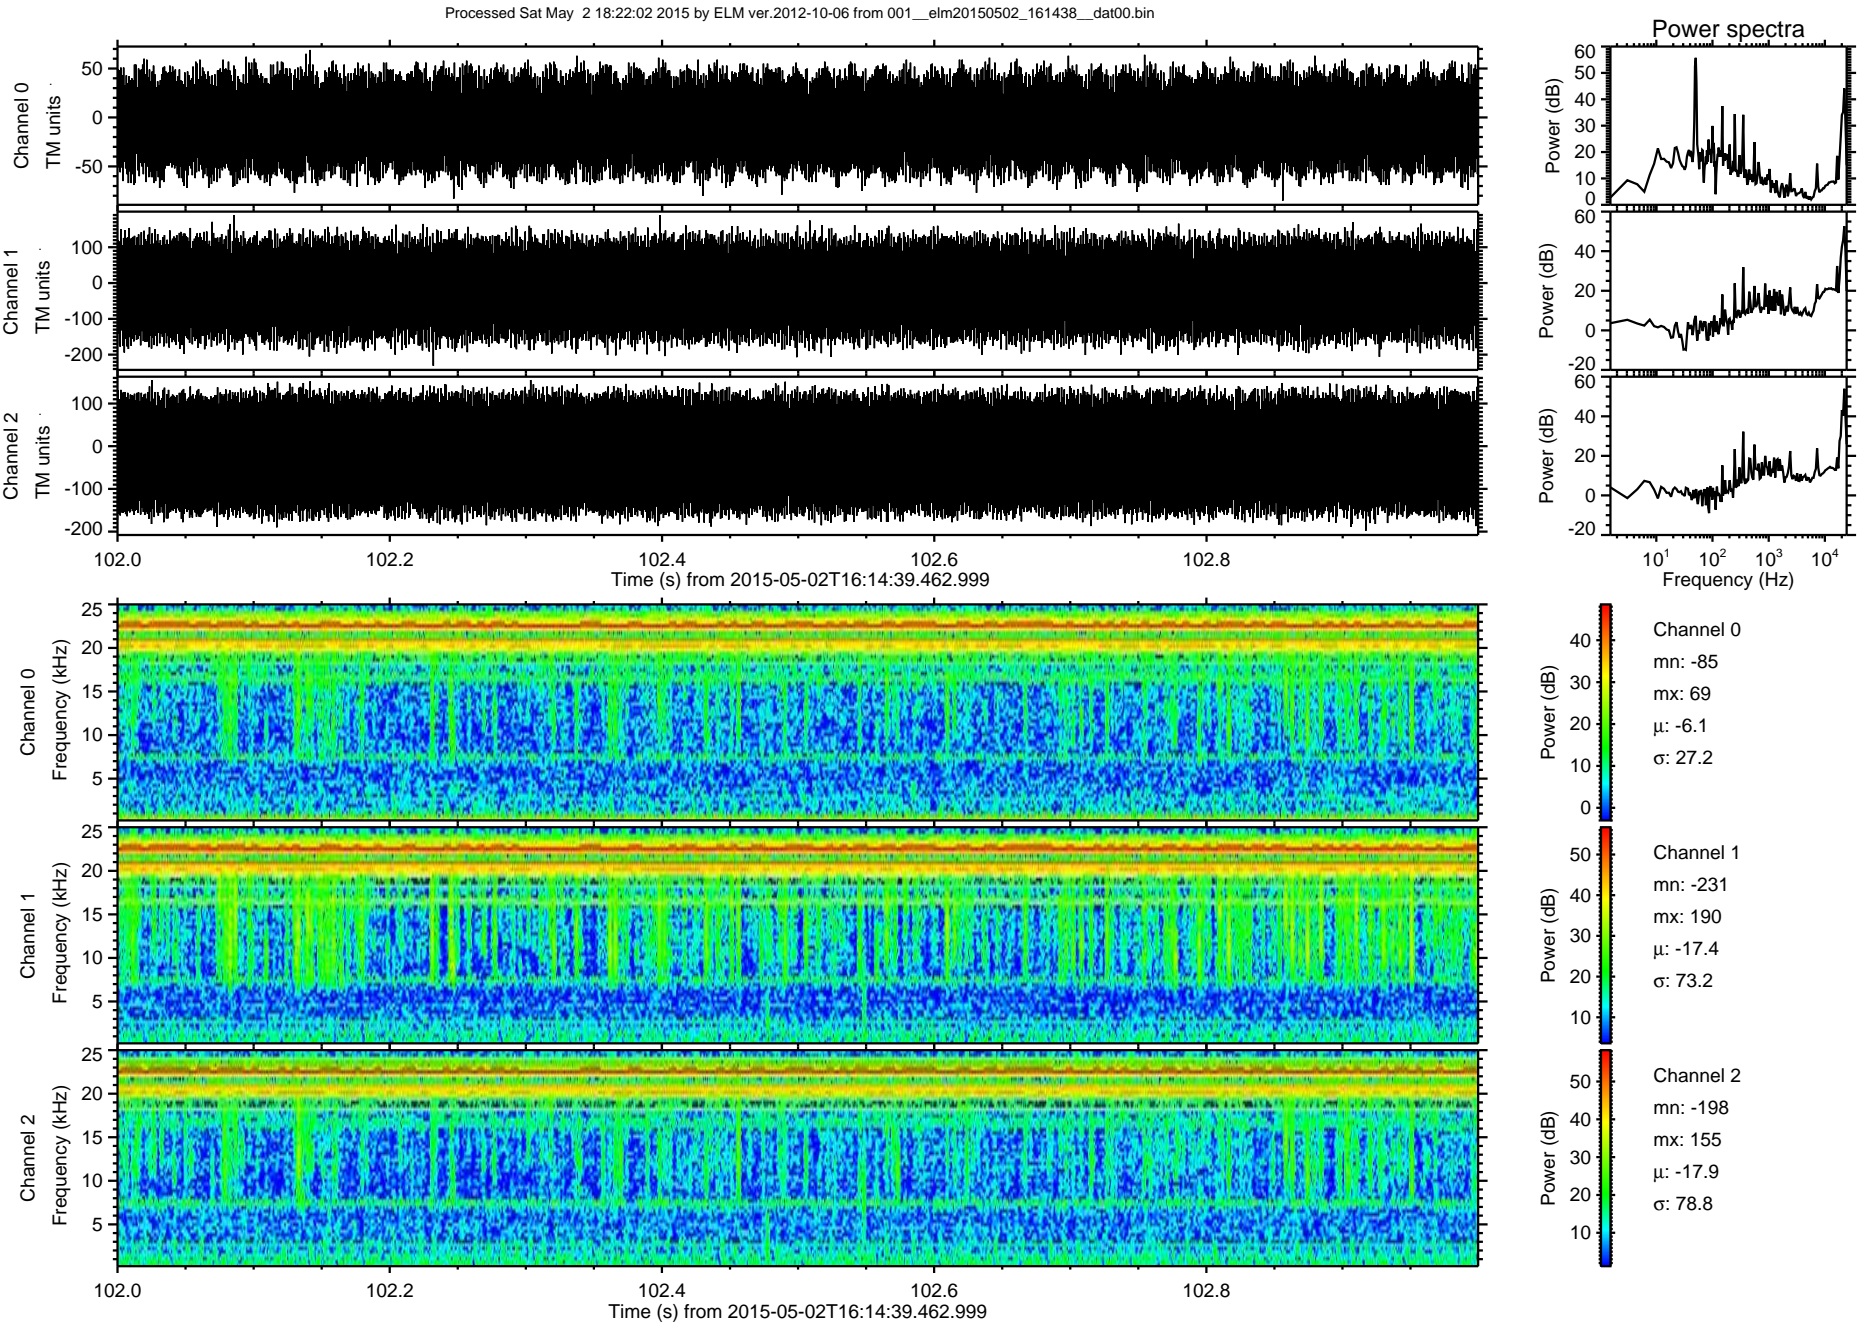 Processed Sat May  2 18:22:02 2015 by ELM ver.2012-10-06 from 001__elm20150502_161438__dat00.bin
Power spectra
Channel 0
TM units
50
0
-50
Power (dB)
60
50
40
30
20
10
0
Channel 1
TM units
100
0
-100
-200
Power (dB)
60
40
20
0
-20
Channel 2
TM units
100
0
-100
-200
Power (dB)
60
40
20
0
-20
102.0 102.2 102.4 102.6 102.8
Time (s) from 2015-05-02T16:14:39.462.999
10¹ 10² 10³ 10⁴
Frequency (Hz)
Channel 0
Frequency (kHz)
25
20
15
10
5
Power (dB)
40
30
20
10
0
Channel 0
mn: -85
mx: 69
μ: -6.1
σ: 27.2
Channel 1
Frequency (kHz)
25
20
15
10
5
Power (dB)
50
40
30
20
10
Channel 1
mn: -231
mx: 190
μ: -17.4
σ: 73.2
Channel 2
Frequency (kHz)
25
20
15
10
5
Power (dB)
50
40
30
20
10
Channel 2
mn: -198
mx: 155
μ: -17.9
σ: 78.8
102.0 102.2 102.4 102.6 102.8
Time (s) from 2015-05-02T16:14:39.462.999